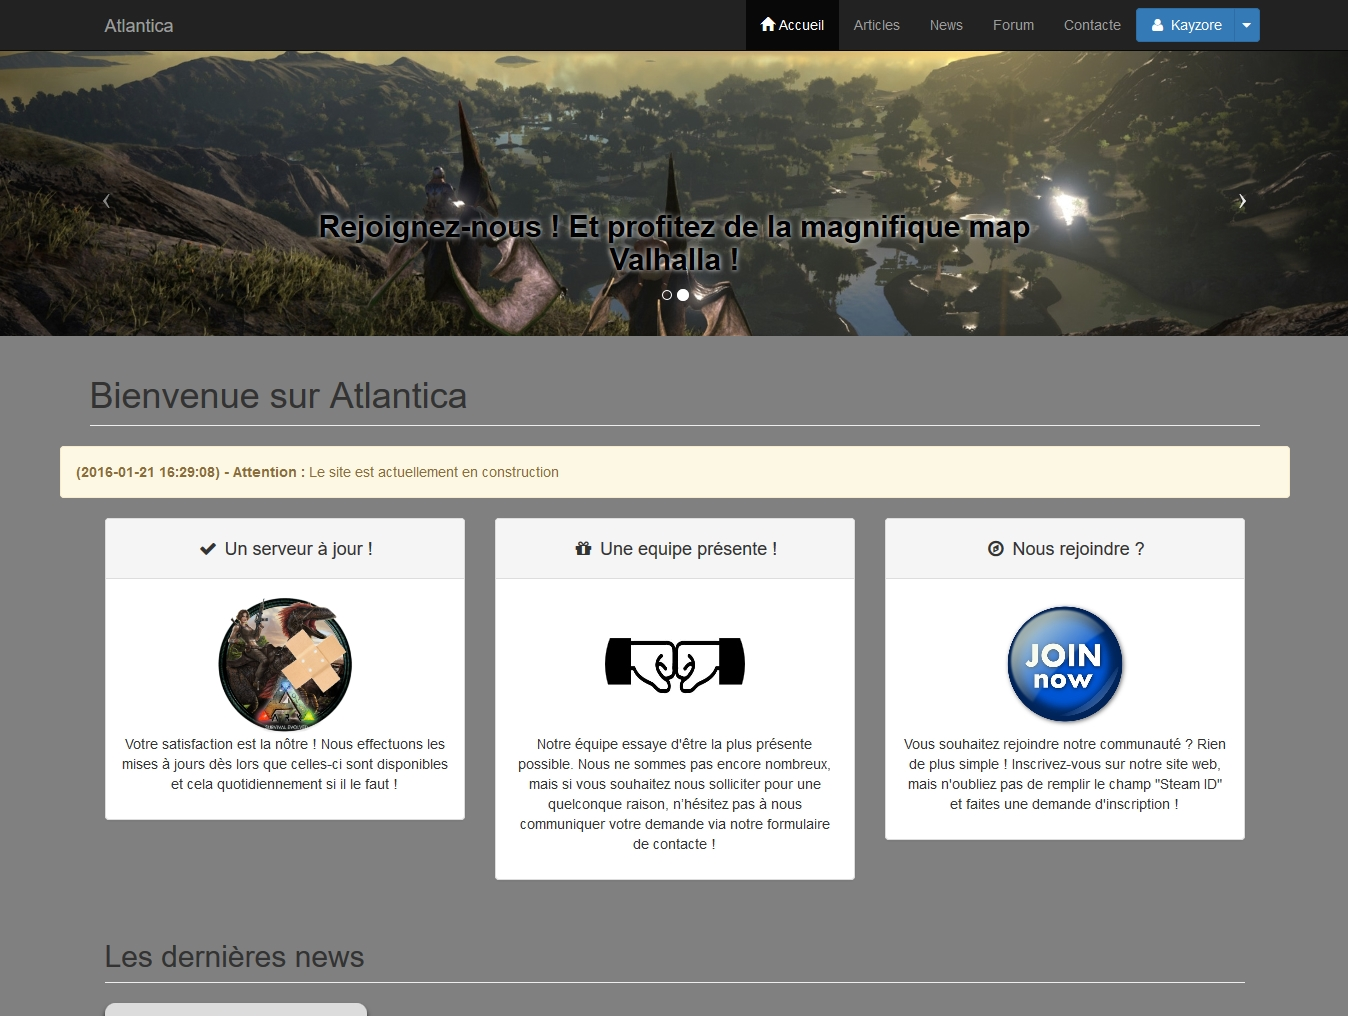 Atlantica
Accueil
Articles
News
Forum
Contacte
Kayzore
Rejoignez-nous ! Et profitez de la magnifique map
Valhalla !
Bienvenue sur Atlantica
(2016-01-21 16:29:08) - Attention : Le site est actuellement en construction
Un serveur à jour !
SURVIVAL EVOLVED
Votre satisfaction est la nôtre ! Nous effectuons les
mises à jours dès lors que celles-ci sont disponibles
et cela quotidiennement si il le faut !
Une equipe présente !
Notre équipe essaye d'être la plus présente
possible. Nous ne sommes pas encore nombreux,
mais si vous souhaitez nous solliciter pour une
quelconque raison, n'hésitez pas à nous
communiquer votre demande via notre formulaire
de contacte !
Nous rejoindre ?
JOIN
now
Vous souhaitez rejoindre notre communauté ? Rien
de plus simple ! Inscrivez-vous sur notre site web,
mais n'oubliez pas de remplir le champ "Steam ID"
et faites une demande d'inscription !
Les dernières news